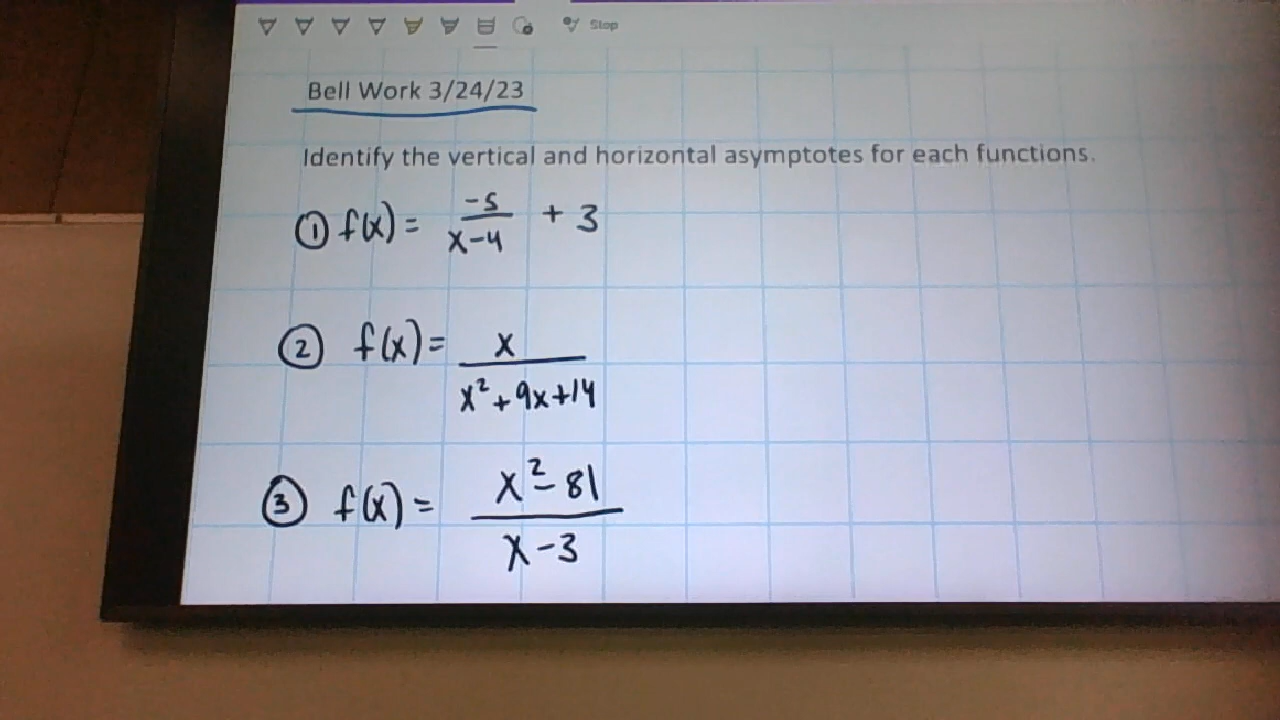 Stop
Bell Work 3/24/23
Identify the vertical and horizontal asymptotes for each functions.
① f(x) = -5/(x-4) + 3
② f(x) = x/(x²+9x+14)
③ f(x) = (x²-81)/(x-3)